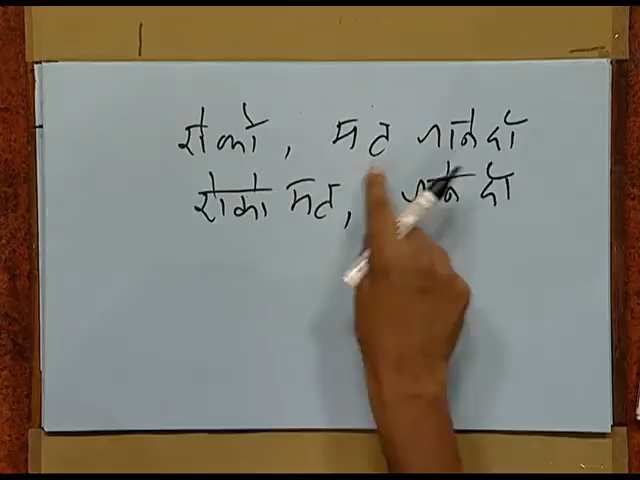 रोको, मत जाने दो
रोको मत, जाने दो